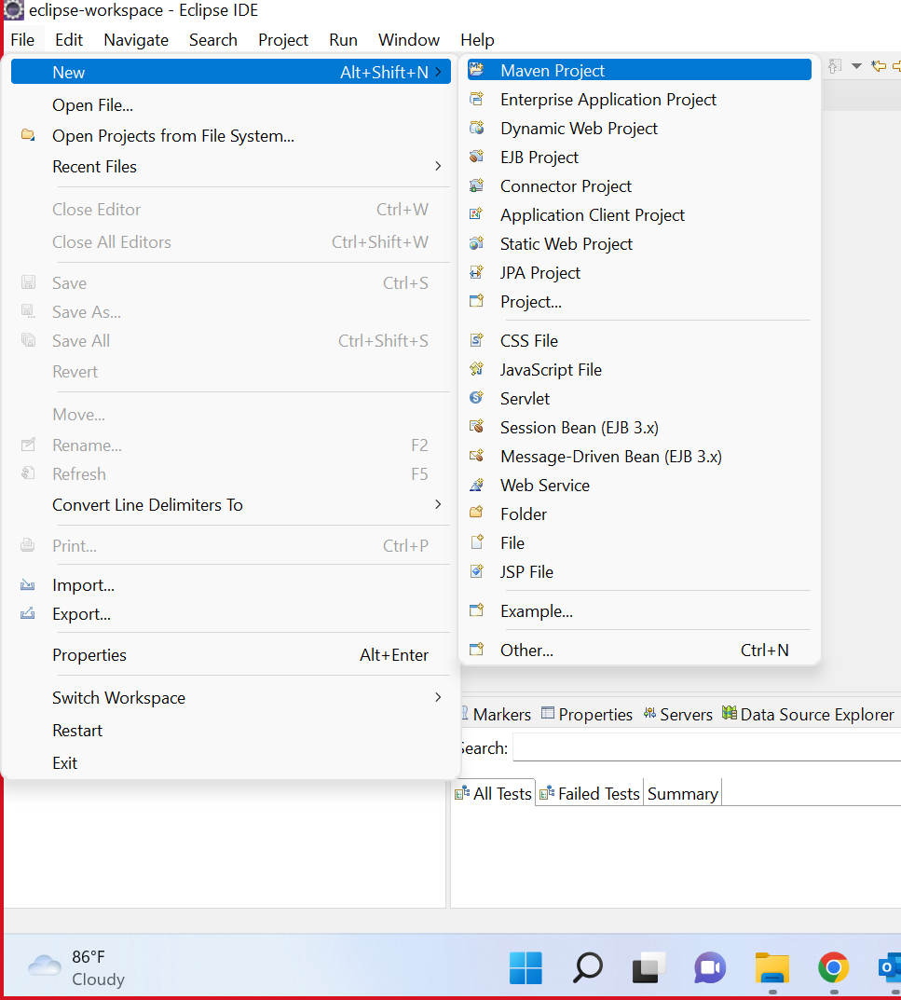 eclipse-workspace - Eclipse IDE
File Edit Navigate Search Project Run Window Help
New Alt+Shift+N
Open File...
Open Projects from File System...
Recent Files
Close Editor Ctrl+W
Close All Editors Ctrl+Shift+W
Save Ctrl+S
Save As...
Save All Ctrl+Shift+S
Revert
Move...
Rename... F2
Refresh F5
Convert Line Delimiters To
Print... Ctrl+P
Import...
Export...
Properties Alt+Enter
Switch Workspace
Restart
Exit
Maven Project
Enterprise Application Project
Dynamic Web Project
EJB Project
Connector Project
Application Client Project
Static Web Project
JPA Project
Project...
CSS File
JavaScript File
Servlet
Session Bean (EJB 3.x)
Message-Driven Bean (EJB 3.x)
Web Service
Folder
File
JSP File
Example...
Other... Ctrl+N
Markers Properties Servers Data Source Explorer
Search:
All Tests Failed Tests Summary
86°F
Cloudy